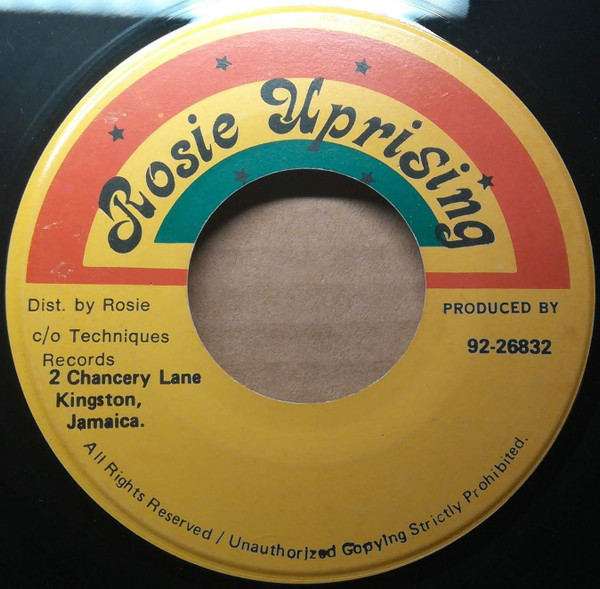 Rosie Uprising
Dist. by Rosie
c/o Techniques
Records
2 Chancery Lane
Kingston,
Jamaica.
PRODUCED BY
92-26832
All Rights Reserved / Unauthorized Copying Strictly Prohibited.